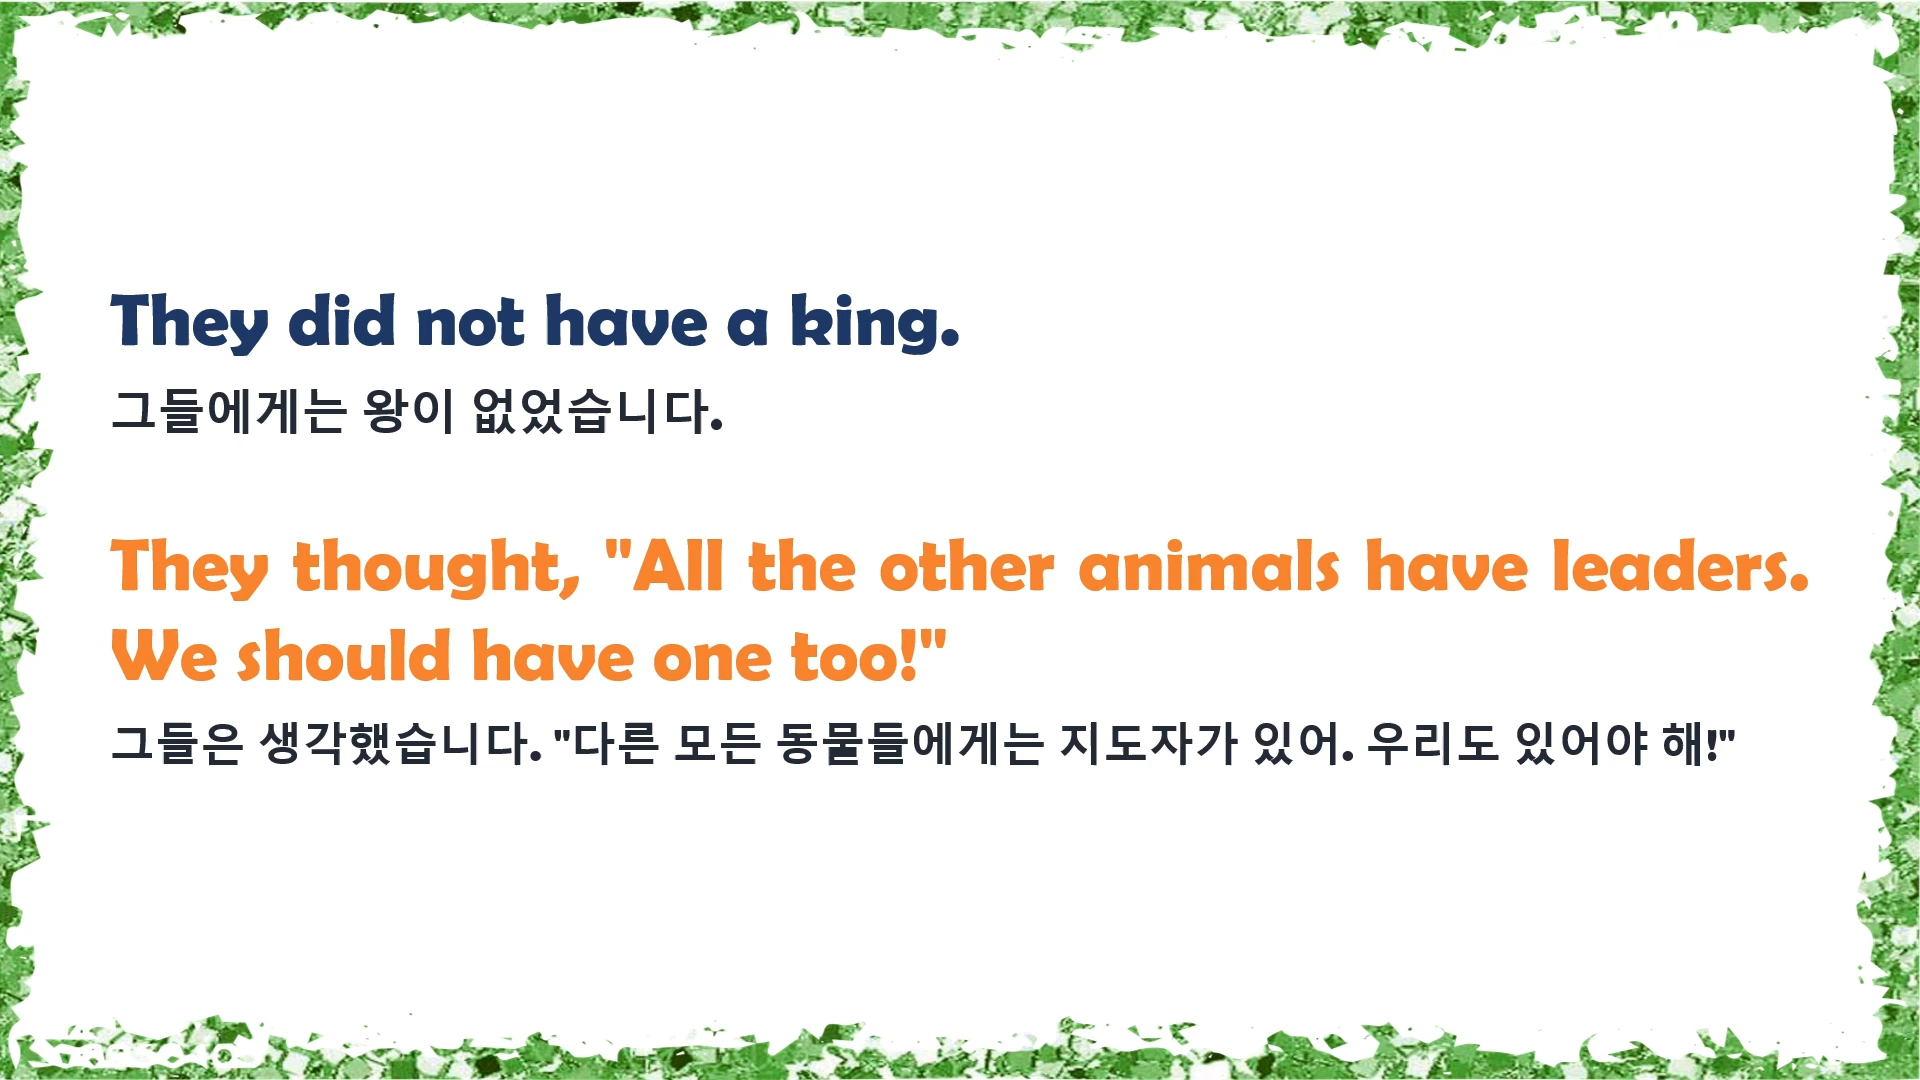 They did not have a king.
그들에게는 왕이 없었습니다.
They thought, "All the other animals have leaders.
We should have one too!"
그들은 생각했습니다. "다른 모든 동물들에게는 지도자가 있어. 우리도 있어야 해!"